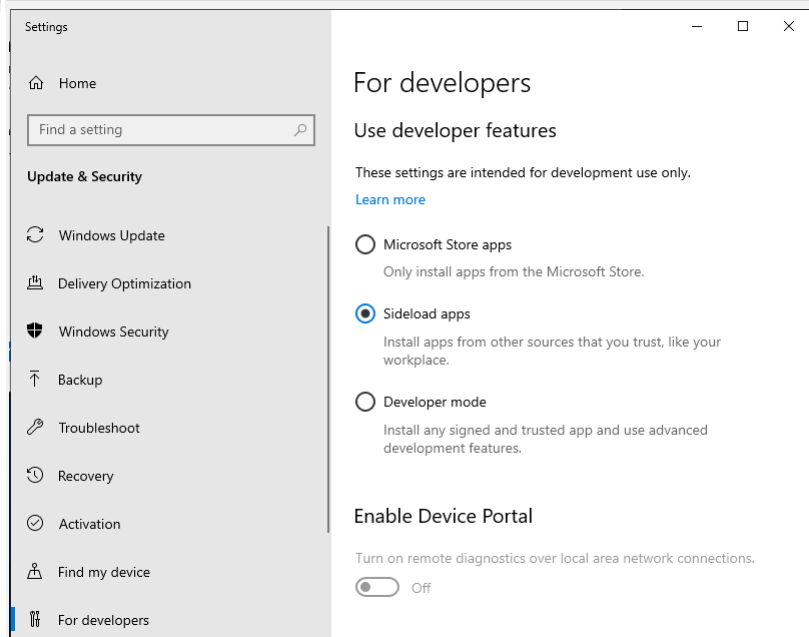 Settings
Home
Find a setting
Update & Security
Windows Update
Delivery Optimization
Windows Security
Backup
Troubleshoot
Recovery
Activation
Find my device
For developers
For developers
Use developer features
These settings are intended for development use only.
Learn more
Microsoft Store apps
Only install apps from the Microsoft Store.
Sideload apps
Install apps from other sources that you trust, like your
workplace.
Developer mode
Install any signed and trusted app and use advanced
development features.
Enable Device Portal
Turn on remote diagnostics over local area network connections.
Off